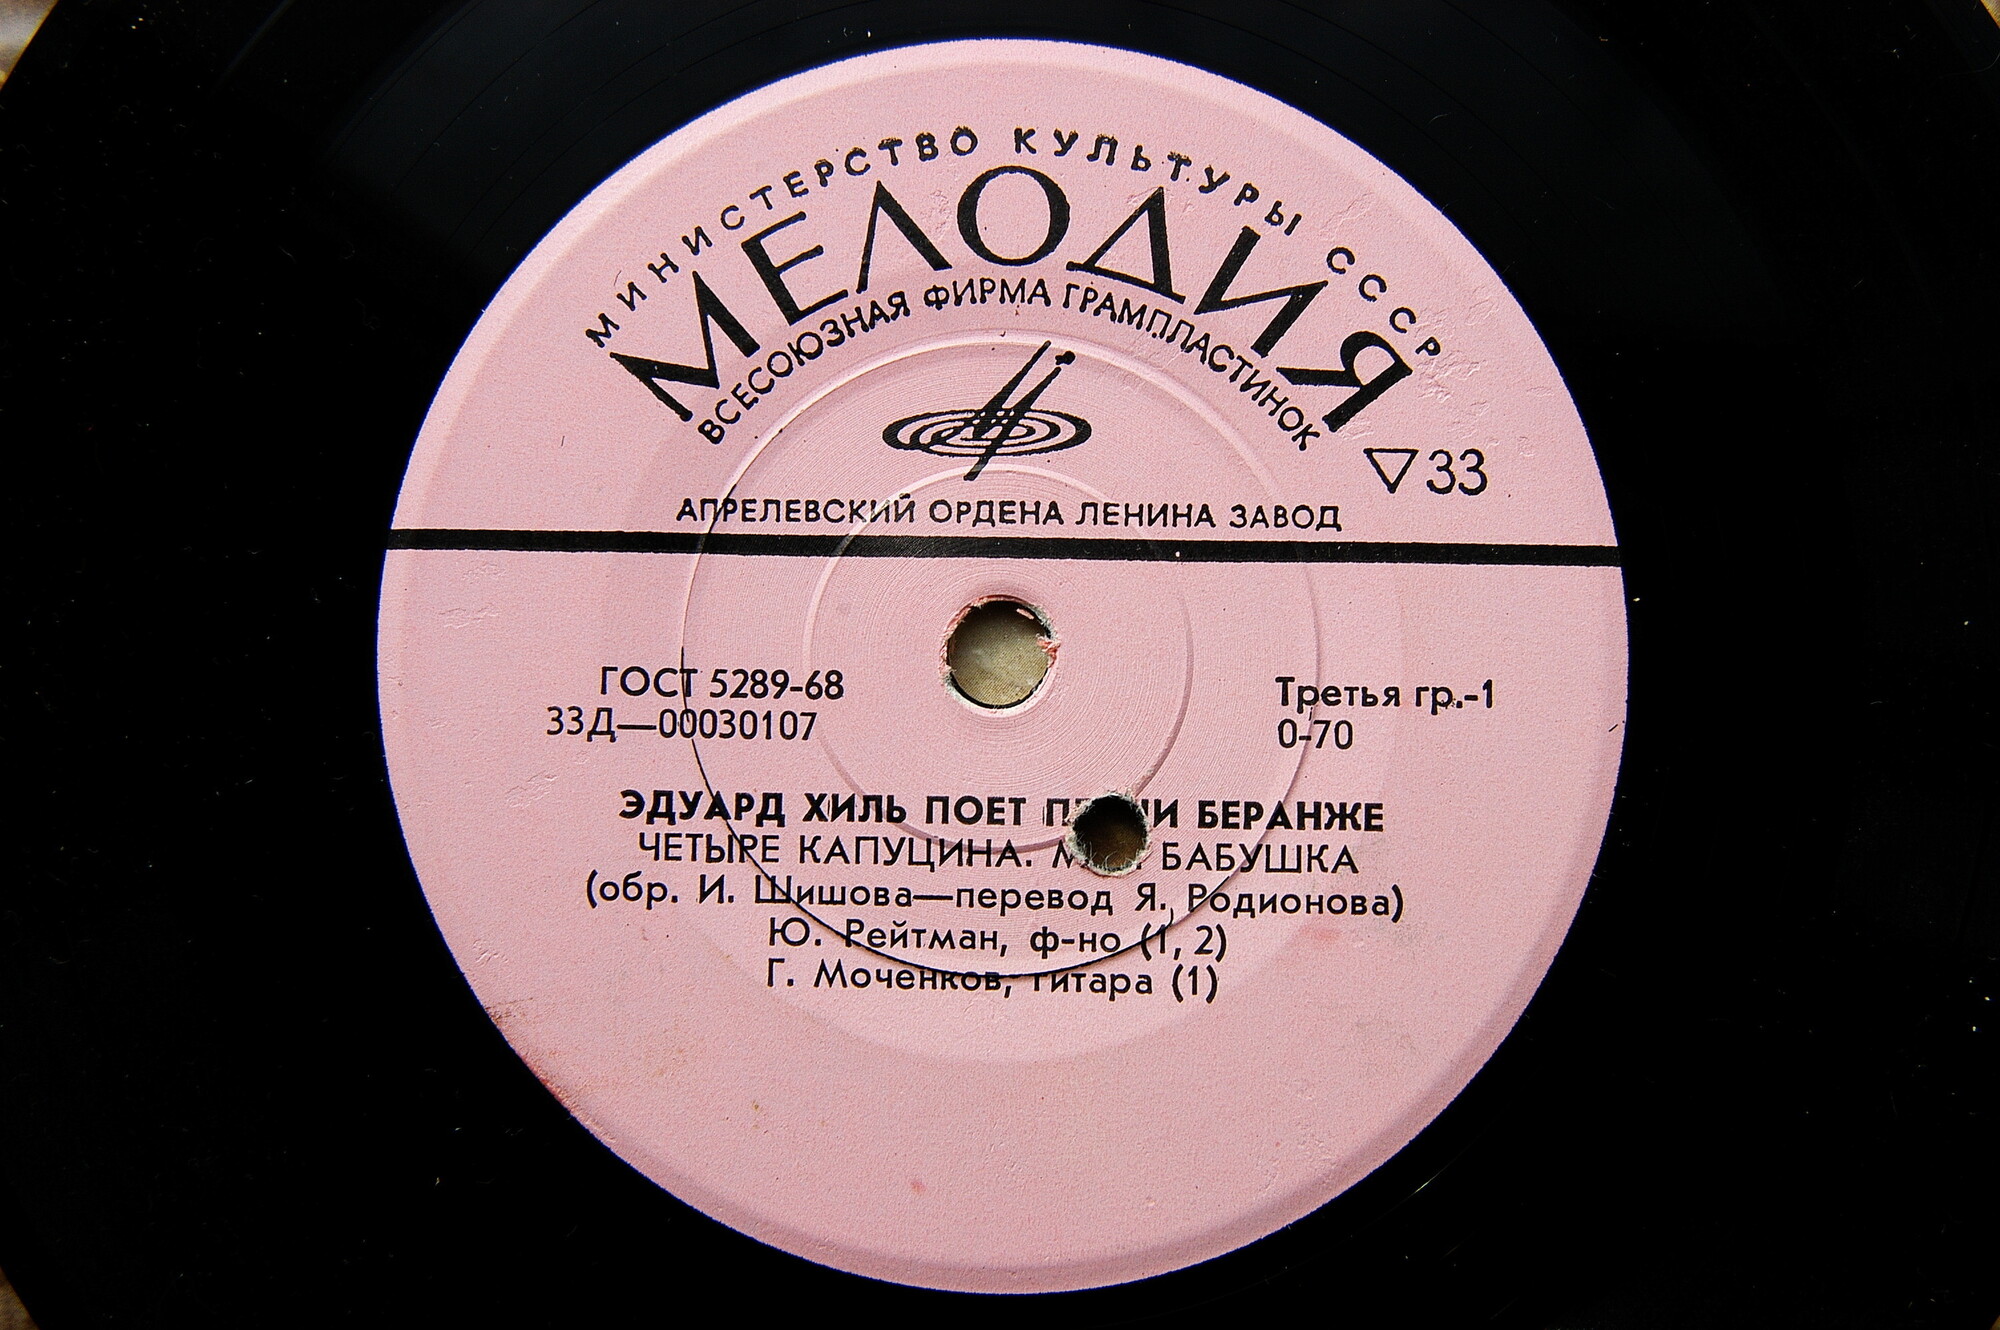 МИНИСТЕРСТВО КУЛЬТУРЫ СССР
МЕЛОДИЯ
ВСЕСОЮЗНАЯ ФИРМА ГРАМПЛАСТИНОК
33
АПРЕЛЕВСКИЙ ОРДЕНА ЛЕНИНА ЗАВОД
ГОСТ 5289-68
33Д—00030107
Третья гр.-1
0-70
ЭДУАРД ХИЛЬ ПОЕТ БЕРАНЖЕ
ЧЕТЫРЕ КАПУЦИНА. БАБУШКА
(обр. И. Шишова—перевод Я. Родионова)
Ю. Рейтман, ф-но (1, 2)
Г. Моченков, гитара (1)